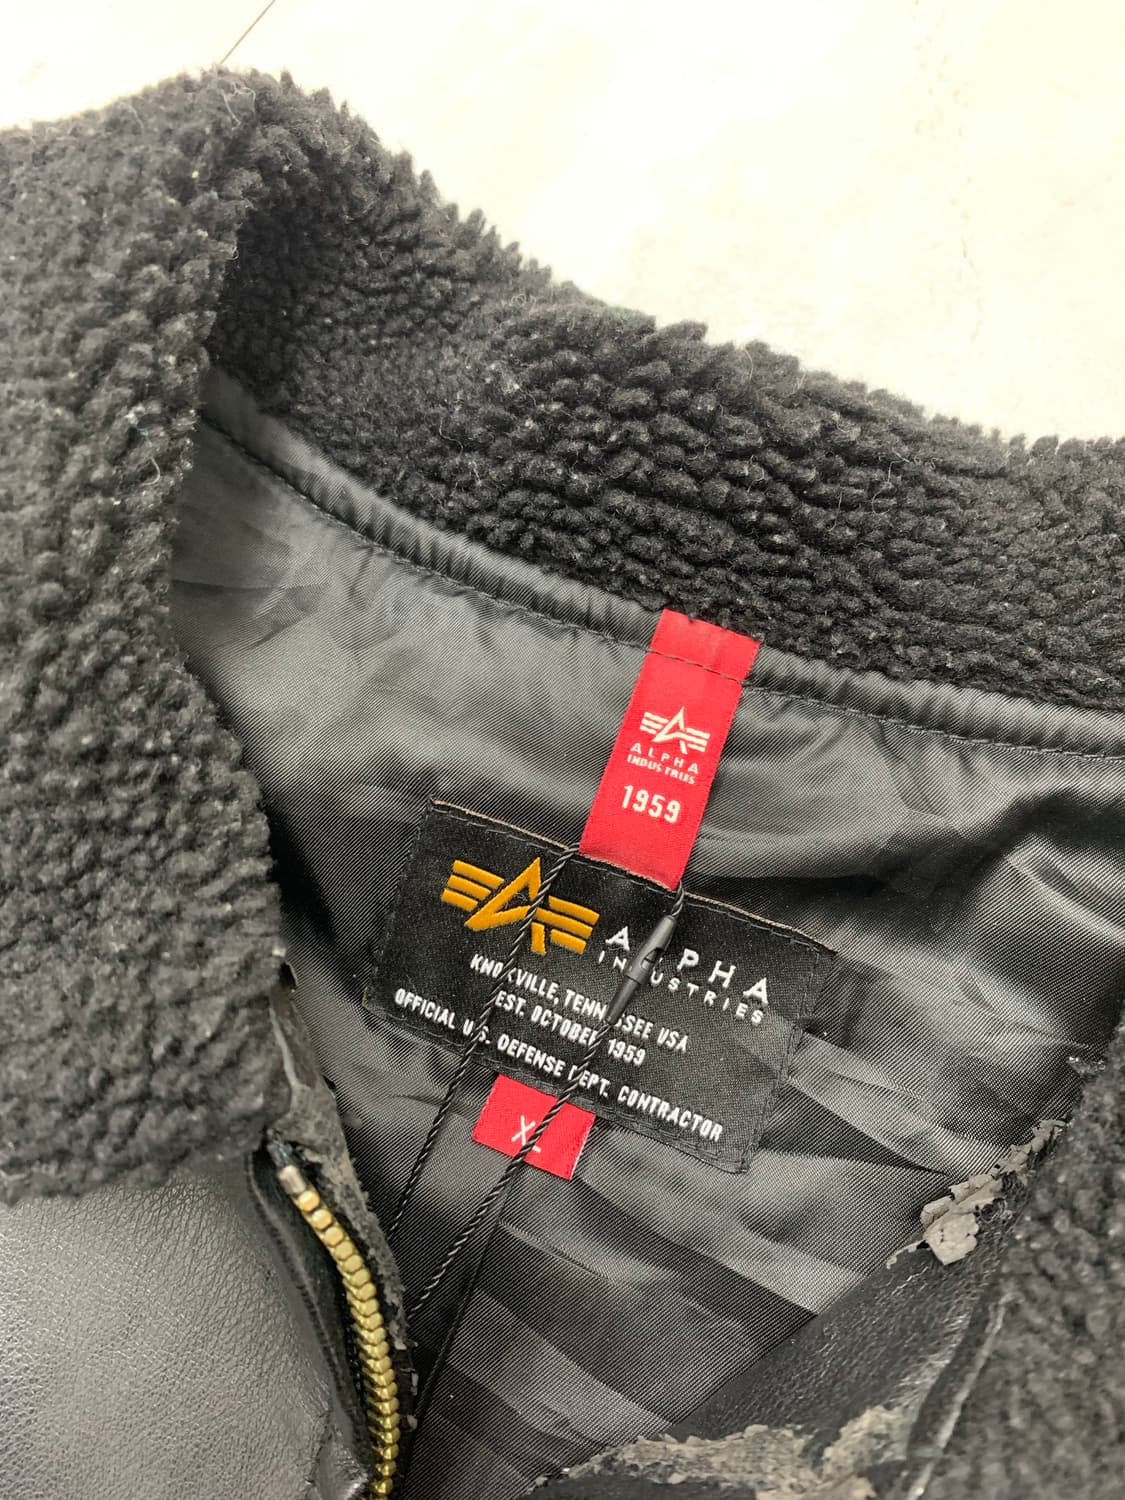 ALPHA
INDUSTRIES
1959
ALPHA
INDUSTRIES
KNOXVILLE, TENNESSEE USA
EST. OCTOBER 1959
OFFICIAL U.S. DEFENSE DEPT. CONTRACTOR
XL